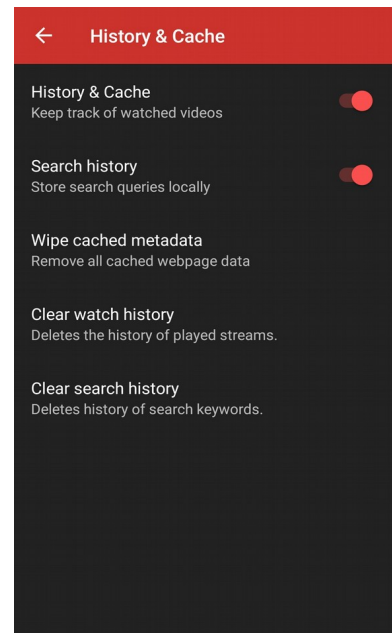 History & Cache
History & Cache
Keep track of watched videos
Search history
Store search queries locally
Wipe cached metadata
Remove all cached webpage data
Clear watch history
Deletes the history of played streams.
Clear search history
Deletes history of search keywords.